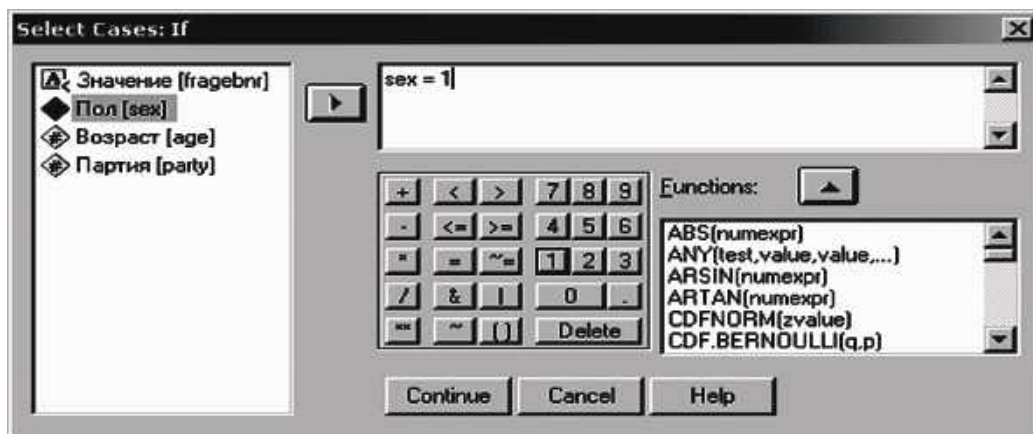 Select Cases: If
Значение [fragebnr]
Пол [sex]
Возраст [age]
Партия [party]
sex = 1
+ < > 7 8 9
- <= >= 4 5 6
* = ~= 1 2 3
/ & | 0 .
** ~ () Delete
Functions:
ABS(numexpr)
ANY(test,value,value,...)
ARSIN(numexpr)
ARTAN(numexpr)
CDFNORM(zvalue)
CDF.BERNOULLI(q,p)
Continue Cancel Help